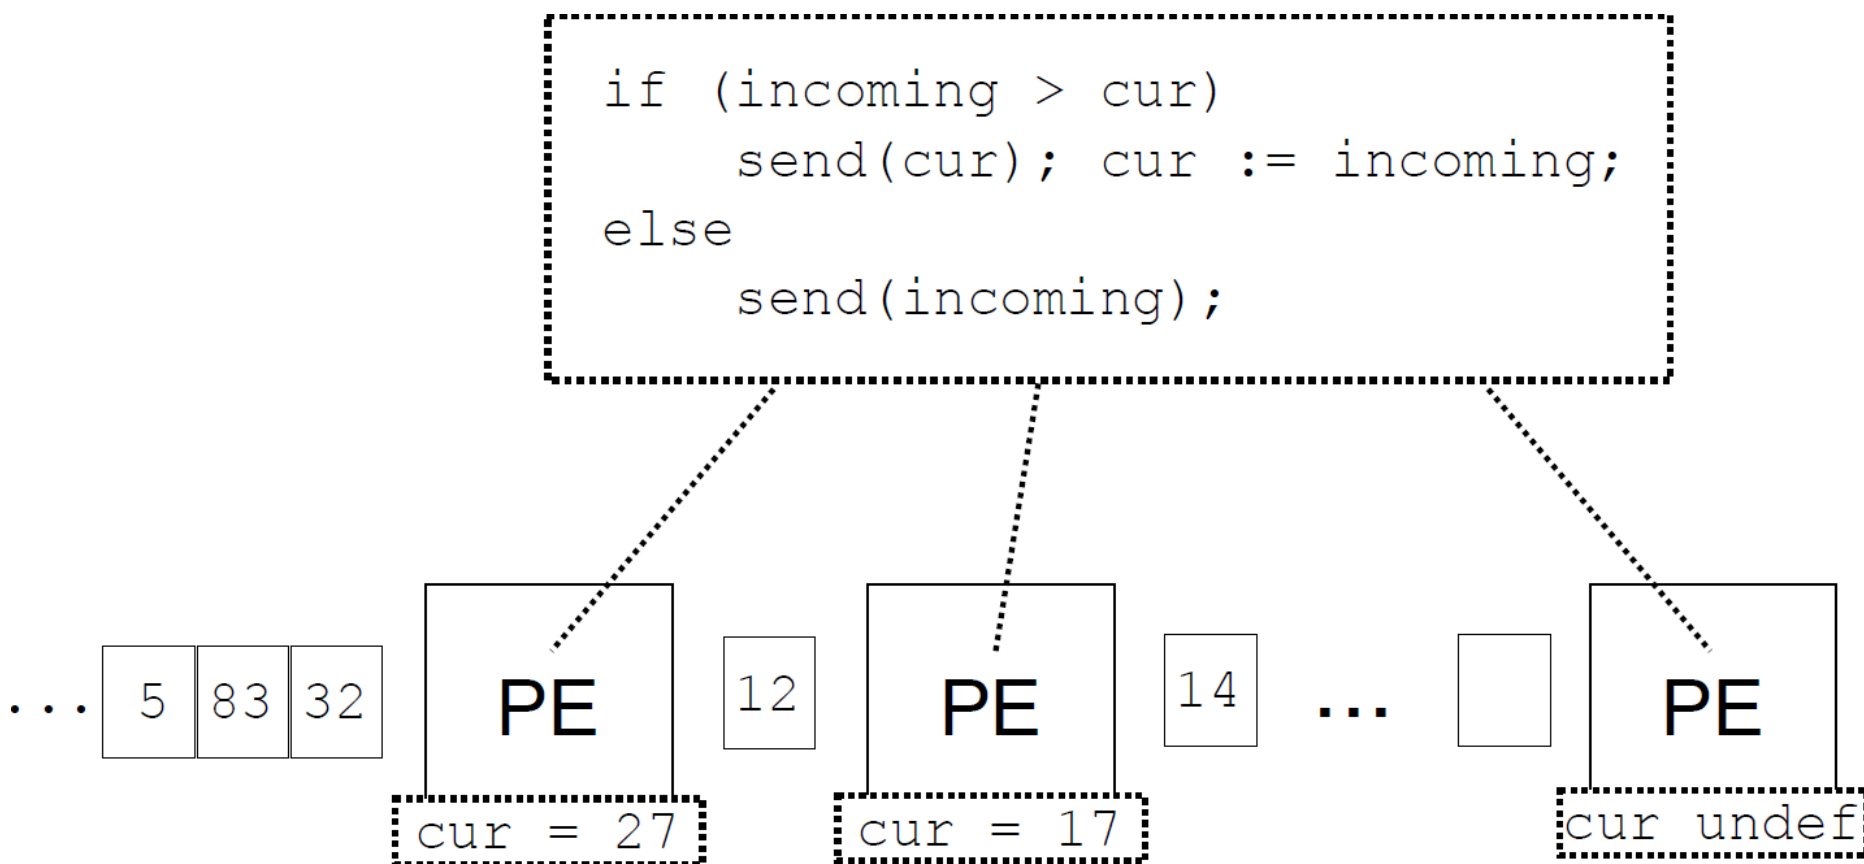 if (incoming > cur)
send(cur); cur := incoming;
else
send(incoming);
... 5 83 32 PE 12 PE 14 ... PE
cur = 27 cur = 17 cur undef